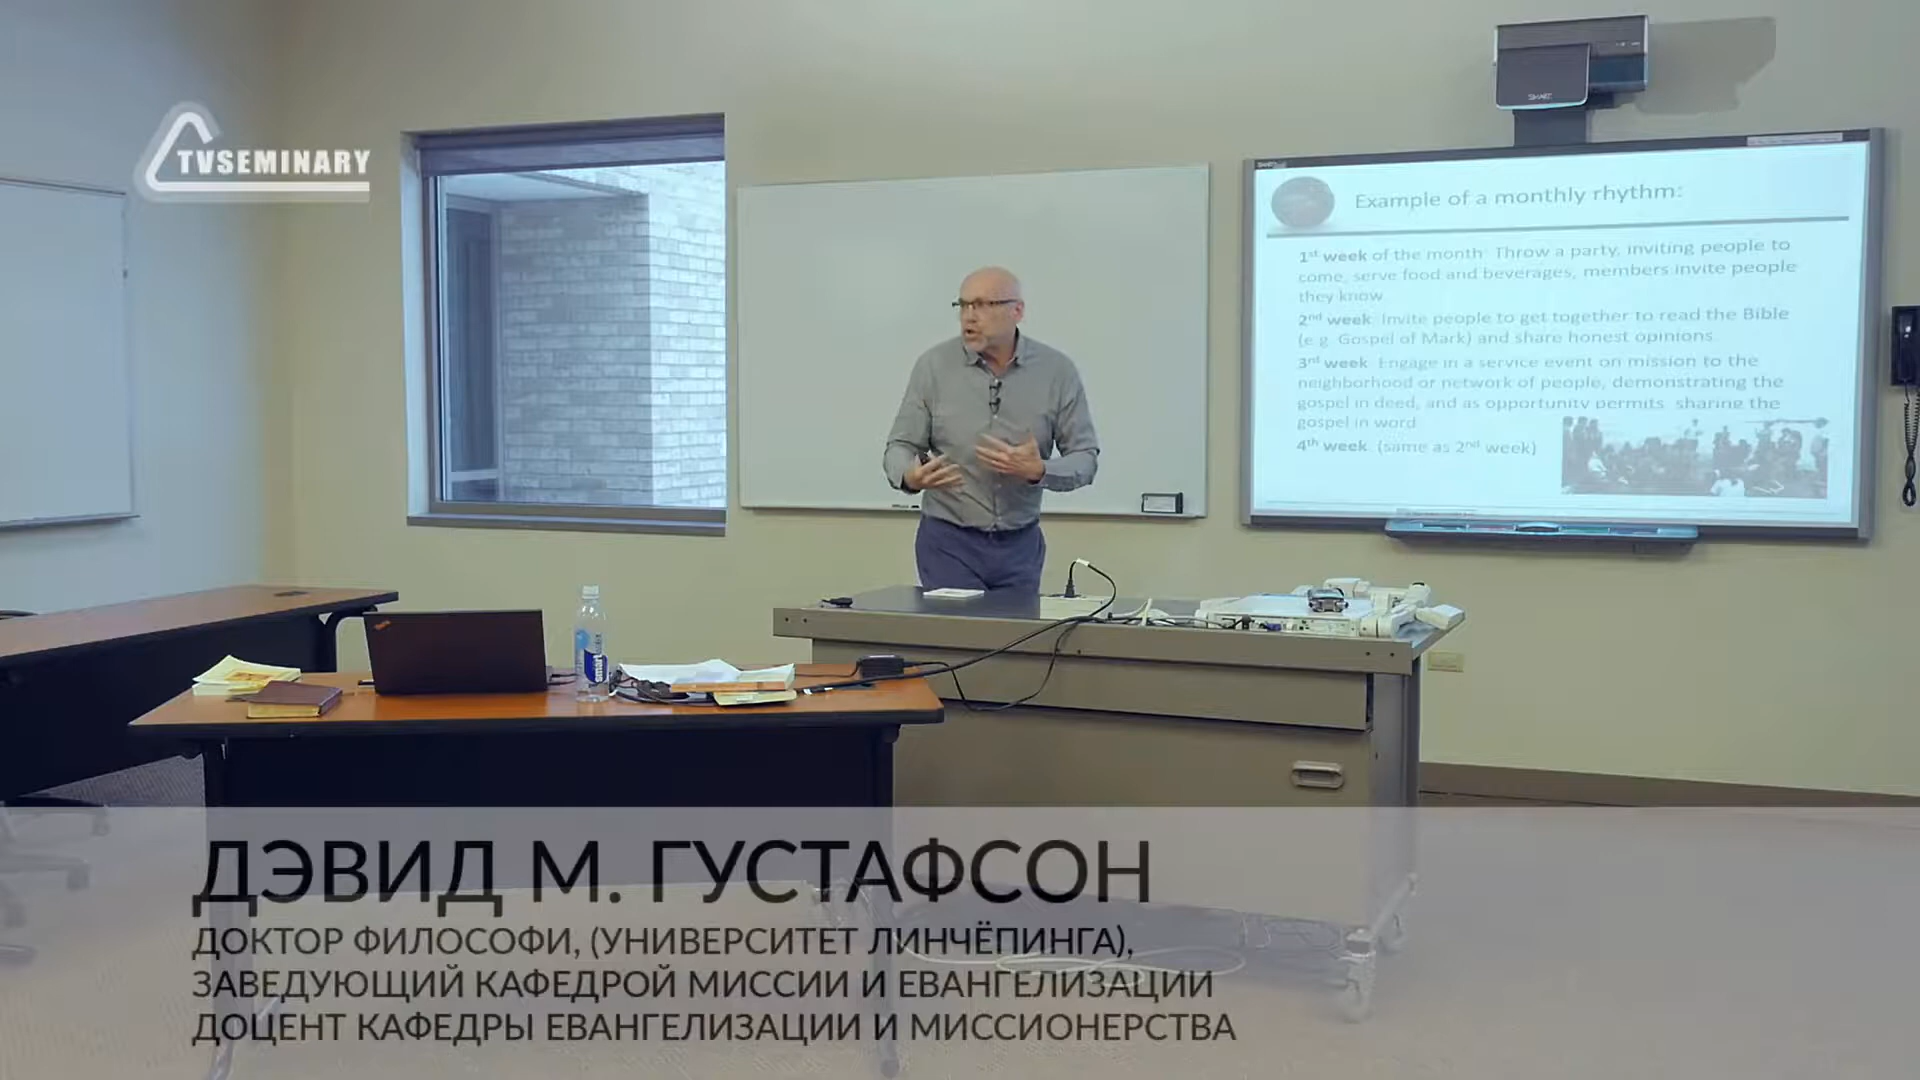 TVSEMINARY
SMART
Example of a monthly rhythm:
1st week of the month: Throw a party, inviting people to
come, serve food and beverages, members invite people
they know.
2nd week: Invite people to get together to read the Bible
(e.g. Gospel of Mark) and share honest opinions.
3rd week: Engage in a service event on mission to the
neighborhood or network of people, demonstrating the
gospel in deed, and as opportunity permits, sharing the
gospel in word.
4th week: (same as 2nd week)
smart
ДЭВИД М. ГУСТАФСОН
ДОКТОР ФИЛОСОФИ, (УНИВЕРСИТЕТ ЛИНЧЁПИНГА),
ЗАВЕДУЮЩИЙ КАФЕДРОЙ МИССИИ И ЕВАНГЕЛИЗАЦИИ
ДОЦЕНТ КАФЕДРЫ ЕВАНГЕЛИЗАЦИИ И МИССИОНЕРСТВА